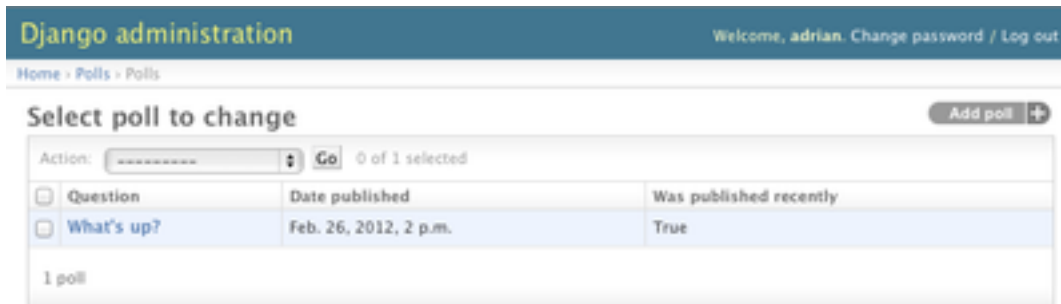 Django administration
Welcome, adrian. Change password / Log out
Home › Polls › Polls
Select poll to change
Add poll +
Action: --------- Go 0 of 1 selected
Question Date published Was published recently
What's up? Feb. 26, 2012, 2 p.m. True
1 poll